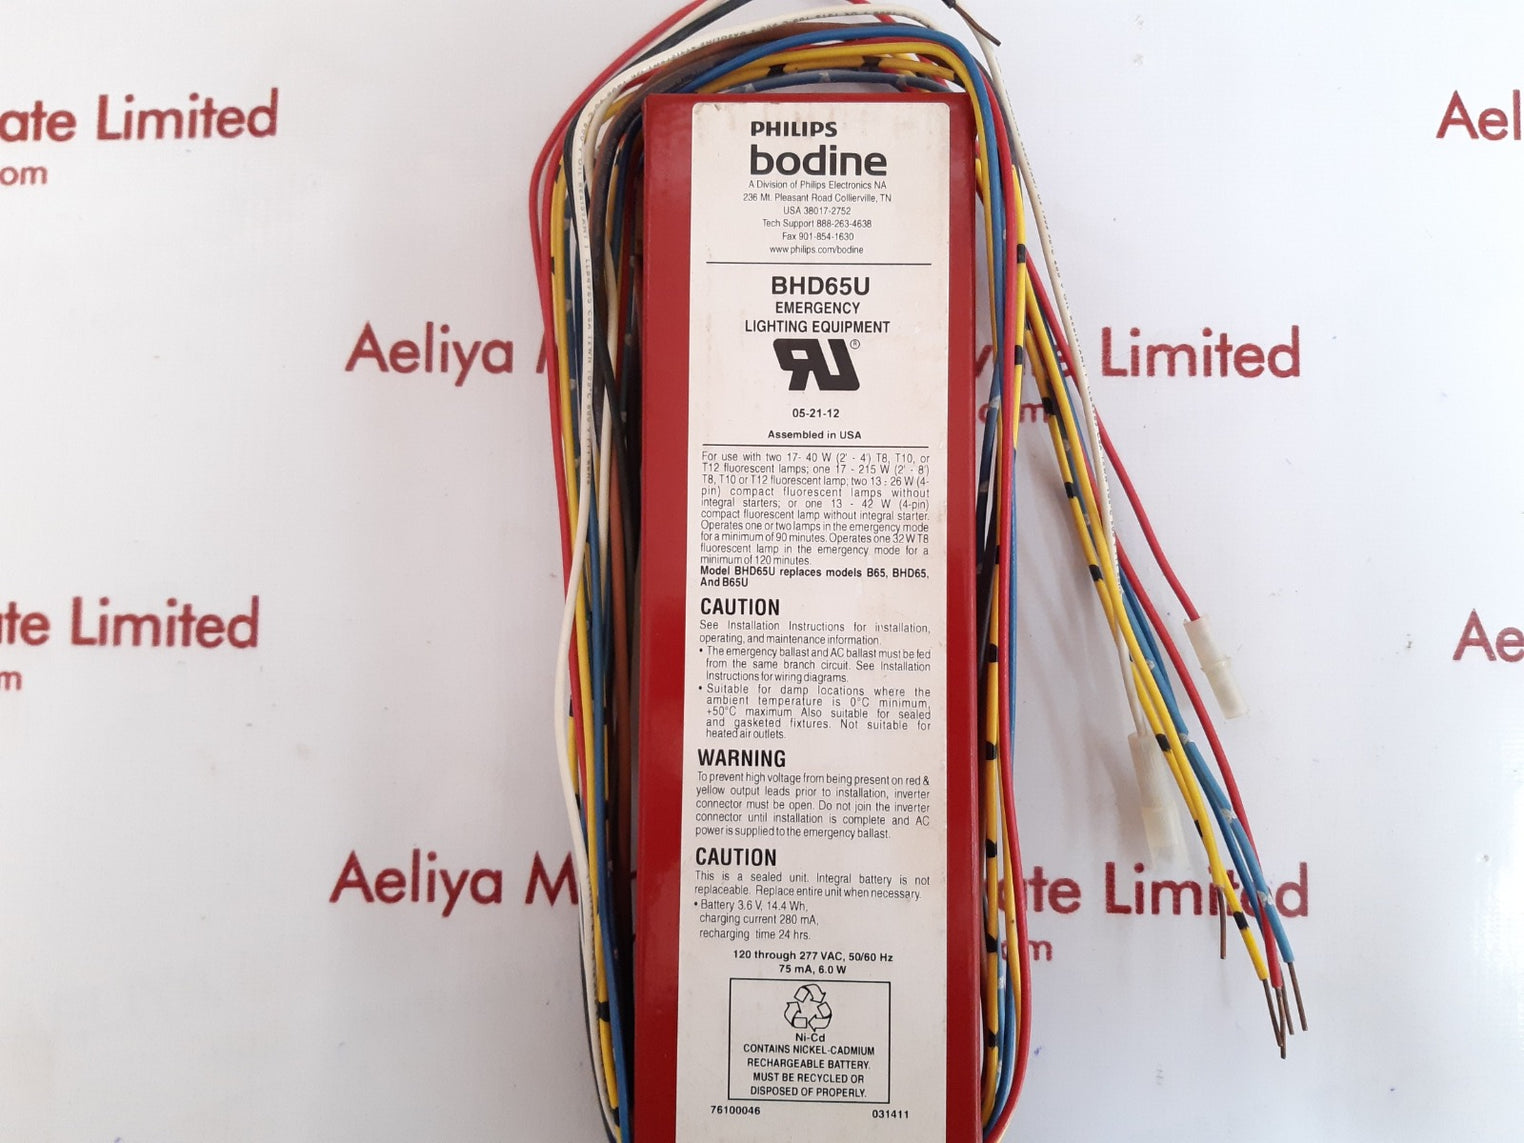 ate Limited
om
Ael
Aeliya M
vate Limited
om
ate Limited
m
Ae
Aeliya M
ate Limited
om
PHILIPS
bodine
A Division of Philips Electronics NA
236 Mt. Pleasant Road Collierville, TN
USA 38017-2752
Tech Support 888-263-4638
Fax 901-854-1630
www.philips.com/bodine
BHD65U
EMERGENCY
LIGHTING EQUIPMENT
RU®
05-21-12
Assembled in USA
For use with two 17- 40 W (2' - 4') T8, T10, or
T12 fluorescent lamps; one 17 - 215 W (2' - 8')
T8, T10 or T12 fluorescent lamp; two 13 - 26 W (4-
pin) compact fluorescent lamps without
integral starters; or one 13 - 42 W (4-pin)
compact fluorescent lamp without integral starter.
Operates one or two lamps in the emergency mode
for a minimum of 90 minutes. Operates one 32 W T8
fluorescent lamp in the emergency mode for a
minimum of 120 minutes.
Model BHD65U replaces models B65, BHD65,
And B65U
CAUTION
See Installation Instructions for installation,
operating, and maintenance information.
• The emergency ballast and AC ballast must be fed
from the same branch circuit. See Installation
Instructions for wiring diagrams.
• Suitable for damp locations where the
ambient temperature is 0°C minimum,
+50°C maximum Also suitable for sealed
and gasketed fixtures. Not suitable for
heated air outlets.
WARNING
To prevent high voltage from being present on red &
yellow output leads prior to installation, inverter
connector must be open. Do not join the inverter
connector until installation is complete and AC
power is supplied to the emergency ballast.
CAUTION
This is a sealed unit. Integral battery is not
replaceable. Replace entire unit when necessary.
• Battery 3.6 V, 14.4 Wh,
charging current 280 mA,
recharging time 24 hrs.
120 through 277 VAC, 50/60 Hz
75 mA, 6.0 W
Ni-Cd
CONTAINS NICKEL-CADMIUM
RECHARGEABLE BATTERY.
MUST BE RECYCLED OR
DISPOSED OF PROPERLY.
76100046
031411